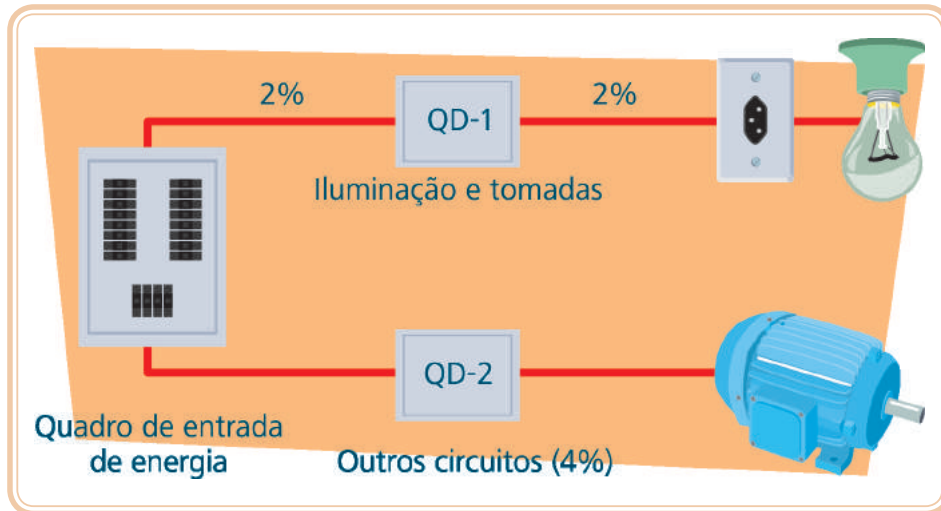 2%
2%
QD-1
Iluminação e tomadas
QD-2
Quadro de entrada
de energia
Outros circuitos (4%)